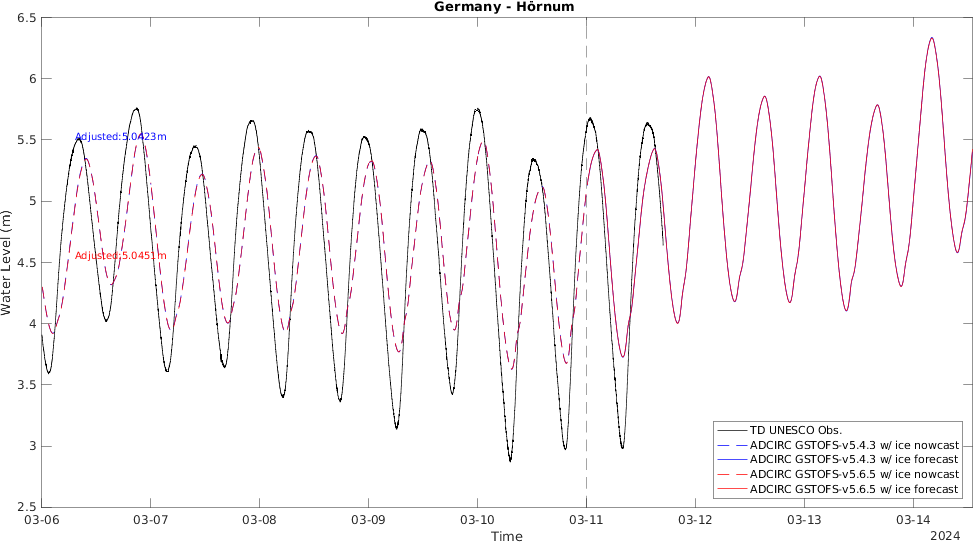 Germany - Hörnum
6.5
6
5.5
5
4.5
4
3.5
3
2.5
Water Level (m)
Adjusted:5.0423m
Adjusted:5.0451m
TD UNESCO Obs.
ADCIRC GSTOFS-v5.4.3 w/ ice nowcast
ADCIRC GSTOFS-v5.4.3 w/ ice forecast
ADCIRC GSTOFS-v5.6.5 w/ ice nowcast
ADCIRC GSTOFS-v5.6.5 w/ ice forecast
03-06 03-07 03-08 03-09 03-10 03-11 03-12 03-13 03-14
Time
2024